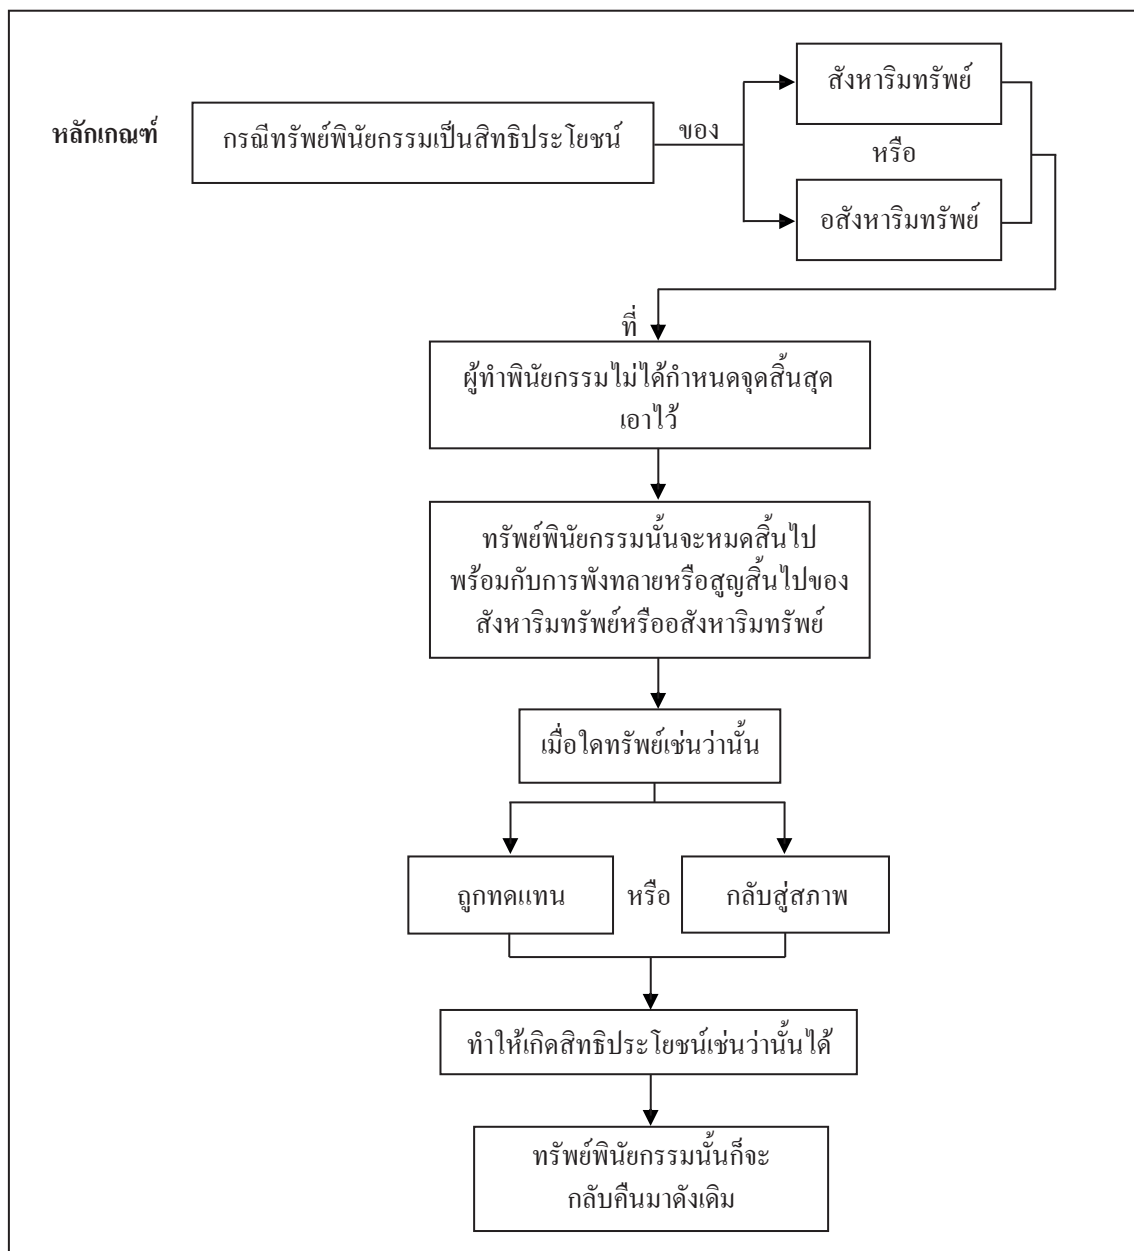 สังหาริมทรัพย์
หลักเกณฑ์
กรณีทรัพย์พินัยกรรมเป็นสิทธิประโยชน์
ของ
หรือ
อสังหาริมทรัพย์
ที่
ผู้ทำพินัยกรรมไม่ได้กำหนดจุดสิ้นสุด
เอาไว้
ทรัพย์พินัยกรรมนั้นจะหมดสิ้นไป
พร้อมกับการพังทลายหรือสูญสิ้นไปของ
สังหาริมทรัพย์หรืออสังหาริมทรัพย์
เมื่อใดทรัพย์เช่นว่านั้น
ถูกทดแทน
หรือ
กลับสู่สภาพ
ทำให้เกิดสิทธิประโยชน์เช่นว่านั้นได้
ทรัพย์พินัยกรรมนั้นก็จะ
กลับคืนมาดังเดิม